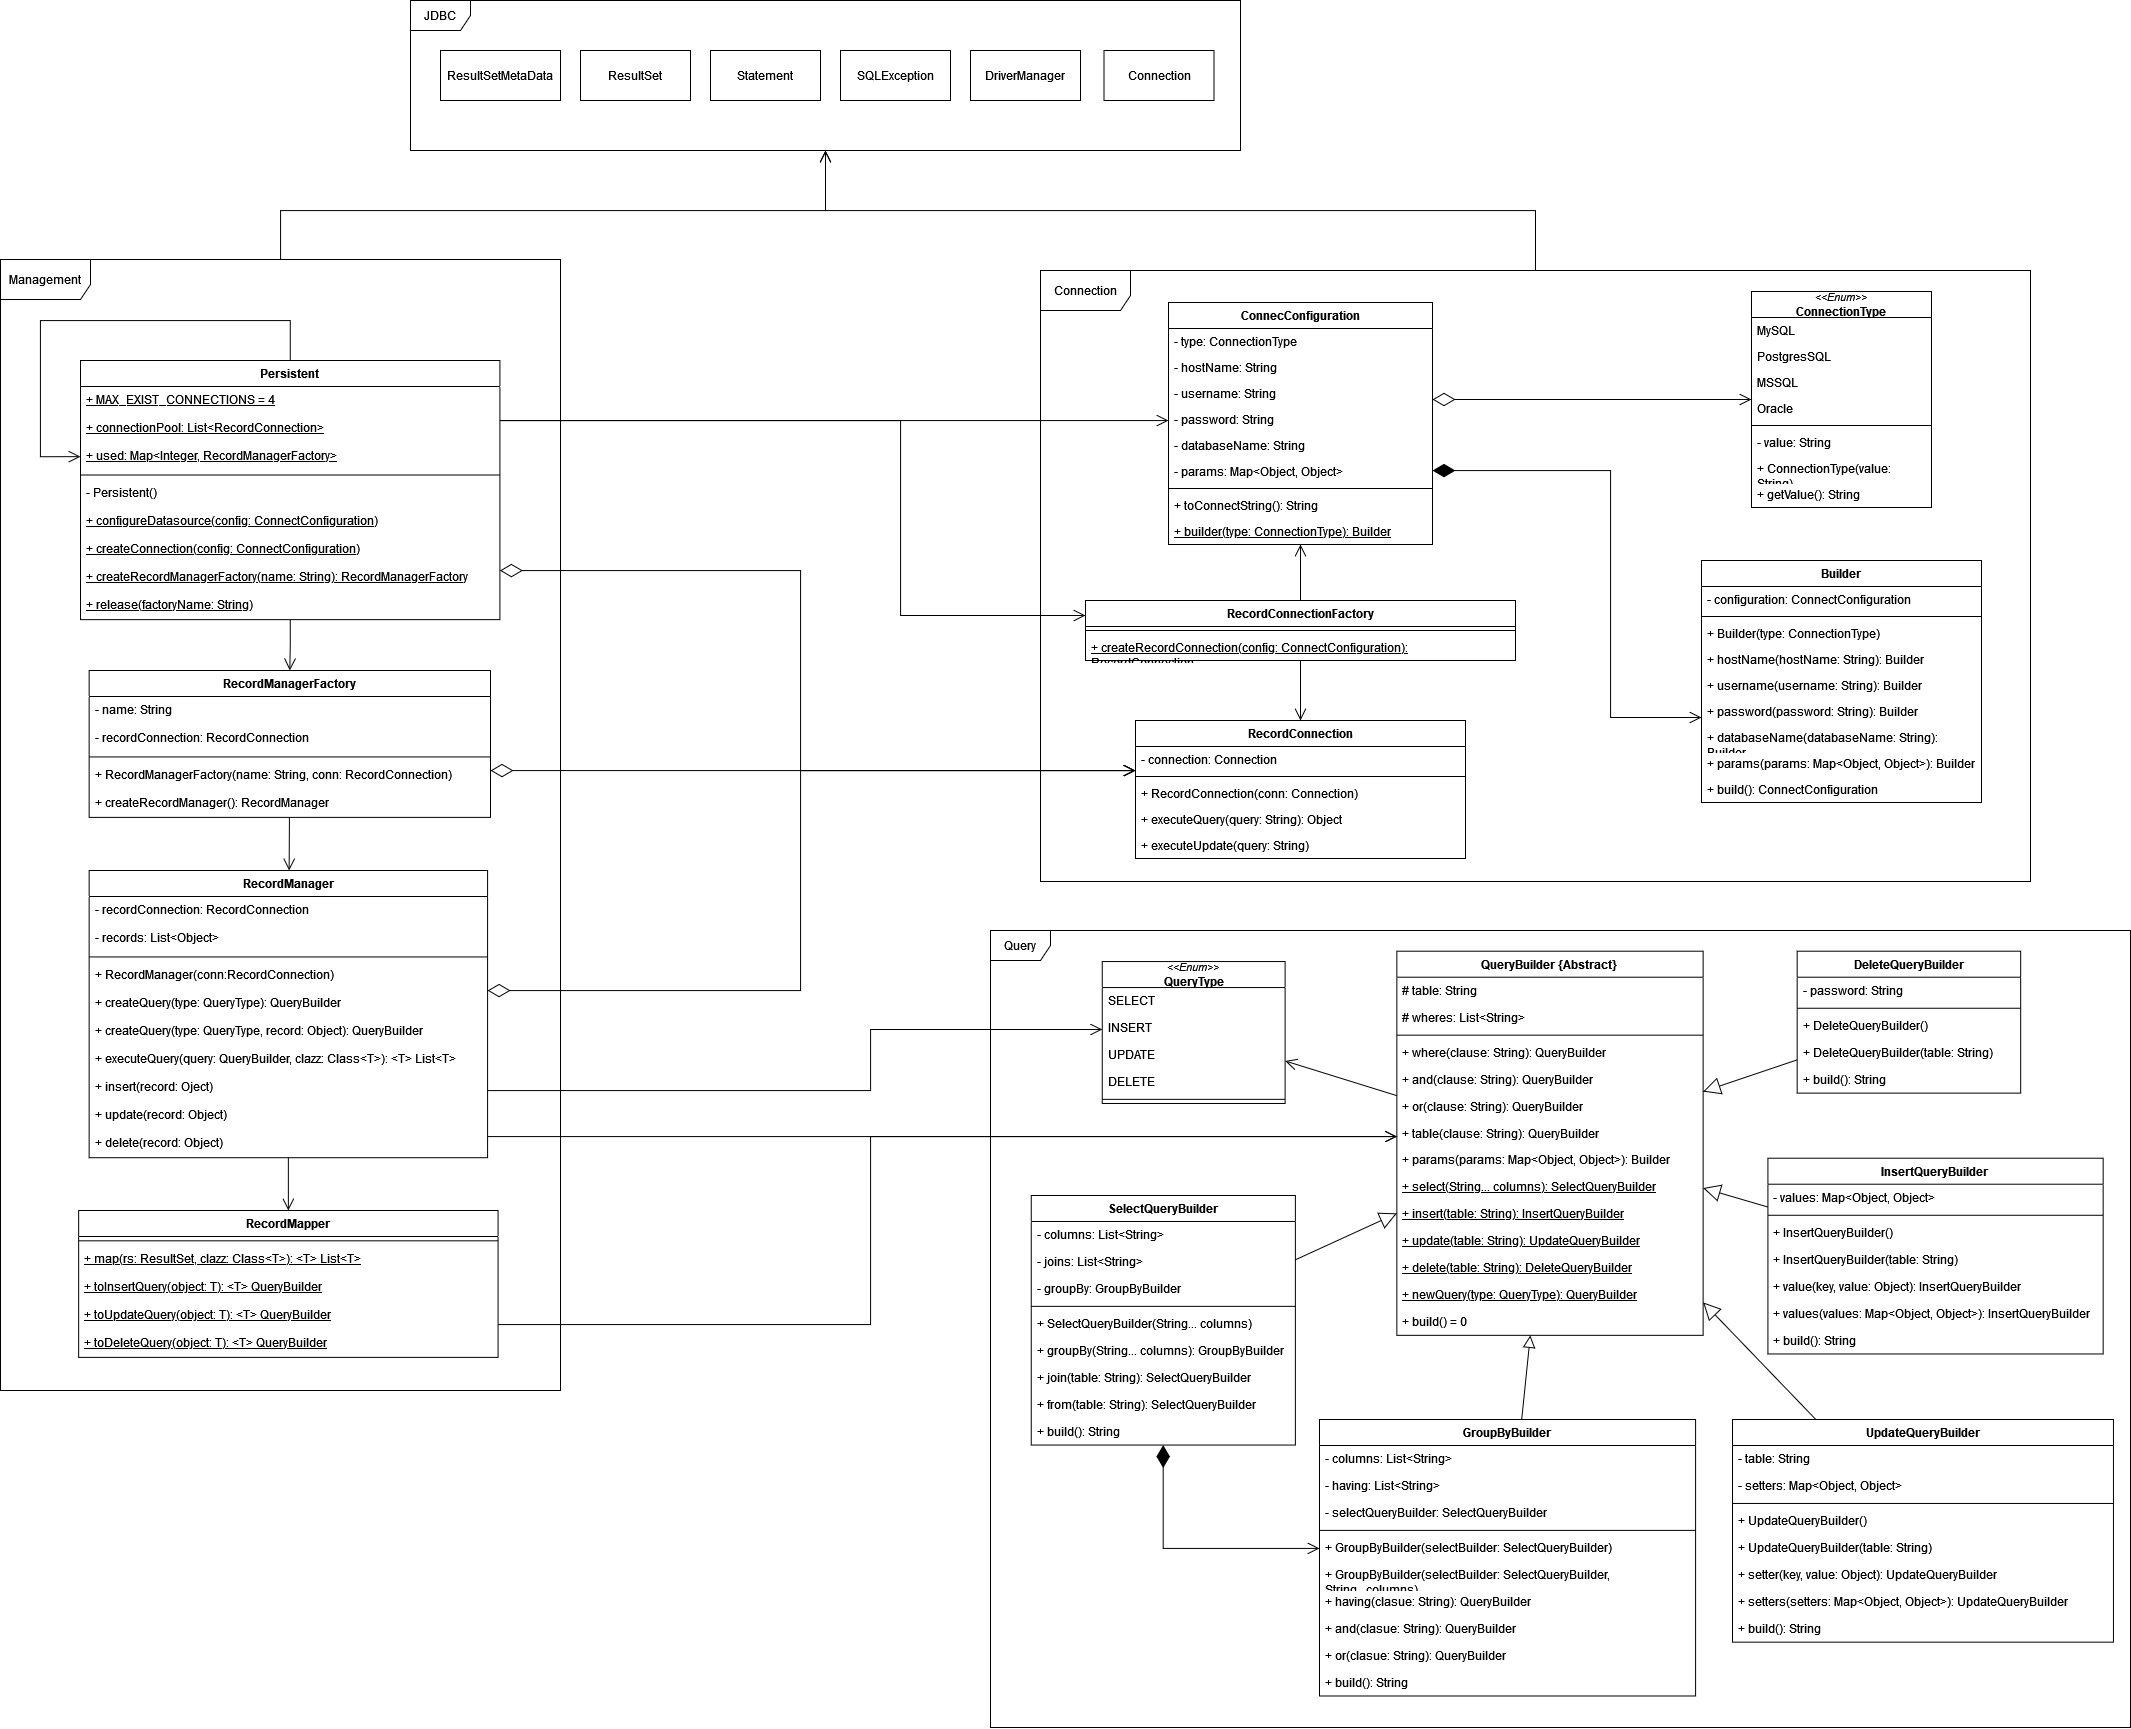 JDBC
ResultSetMetaData
ResultSet
Statement
SQLException
DriverManager
Connection
Management
Persistent
+ MAX_EXIST_CONNECTIONS = 4
+ connectionPool: List<RecordConnection>
+ used: Map<Integer, RecordManagerFactory>
- Persistent()
+ configureDatasource(config: ConnectConfiguration)
+ createConnection(config: ConnectConfiguration)
+ createRecordManagerFactory(name: String): RecordManagerFactory
+ release(factoryName: String)
RecordManagerFactory
- name: String
- recordConnection: RecordConnection
+ RecordManagerFactory(name: String, conn: RecordConnection)
+ createRecordManager(): RecordManager
RecordManager
- recordConnection: RecordConnection
- records: List<Object>
+ RecordManager(conn:RecordConnection)
+ createQuery(type: QueryType): QueryBuilder
+ createQuery(type: QueryType, record: Object): QueryBuilder
+ executeQuery(query: QueryBuilder, clazz: Class<T>): <T> List<T>
+ insert(record: Oject)
+ update(record: Object)
+ delete(record: Object)
RecordMapper
+ map(rs: ResultSet, clazz: Class<T>): <T> List<T>
+ toInsertQuery(object: T): <T> QueryBuilder
+ toUpdateQuery(object: T): <T> QueryBuilder
+ toDeleteQuery(object: T): <T> QueryBuilder
Connection
ConnecConfiguration
- type: ConnectionType
- hostName: String
- username: String
- password: String
- databaseName: String
- params: Map<Object, Object>
+ toConnectString(): String
+ builder(type: ConnectionType): Builder
<<Enum>>
ConnectionType
MySQL
PostgresSQL
MSSQL
Oracle
- value: String
+ ConnectionType(value:
String)
+ getValue(): String
RecordConnectionFactory
+ createRecordConnection(config: ConnectConfiguration):
RecordConnection
RecordConnection
- connection: Connection
+ RecordConnection(conn: Connection)
+ executeQuery(query: String): Object
+ executeUpdate(query: String)
Builder
- configuration: ConnectConfiguration
+ Builder(type: ConnectionType)
+ hostName(hostName: String): Builder
+ username(username: String): Builder
+ password(password: String): Builder
+ databaseName(databaseName: String):
Builder
+ params(params: Map<Object, Object>): Builder
+ build(): ConnectConfiguration
Query
<<Enum>>
QueryType
SELECT
INSERT
UPDATE
DELETE
QueryBuilder {Abstract}
# table: String
# wheres: List<String>
+ where(clause: String): QueryBuilder
+ and(clause: String): QueryBuilder
+ or(clause: String): QueryBuilder
+ table(clause: String): QueryBuilder
+ params(params: Map<Object, Object>): Builder
+ select(String... columns): SelectQueryBuilder
+ insert(table: String): InsertQueryBuilder
+ update(table: String): UpdateQueryBuilder
+ delete(table: String): DeleteQueryBuilder
+ newQuery(type: QueryType): QueryBuilder
+ build() = 0
DeleteQueryBuilder
- password: String
+ DeleteQueryBuilder()
+ DeleteQueryBuilder(table: String)
+ build(): String
InsertQueryBuilder
- values: Map<Object, Object>
+ InsertQueryBuilder()
+ InsertQueryBuilder(table: String)
+ value(key, value: Object): InsertQueryBuilder
+ values(values: Map<Object, Object>): InsertQueryBuilder
+ build(): String
SelectQueryBuilder
- columns: List<String>
- joins: List<String>
- groupBy: GroupByBuilder
+ SelectQueryBuilder(String... columns)
+ groupBy(String... columns): GroupByBuilder
+ join(table: String): SelectQueryBuilder
+ from(table: String): SelectQueryBuilder
+ build(): String
GroupByBuilder
- columns: List<String>
- having: List<String>
- selectQueryBuilder: SelectQueryBuilder
+ GroupByBuilder(selectBuilder: SelectQueryBuilder)
+ GroupByBuilder(selectBuilder: SelectQueryBuilder,
String...columns)
+ having(clasue: String): QueryBuilder
+ and(clasue: String): QueryBuilder
+ or(clasue: String): QueryBuilder
+ build(): String
UpdateQueryBuilder
- table: String
- setters: Map<Object, Object>
+ UpdateQueryBuilder()
+ UpdateQueryBuilder(table: String)
+ setter(key, value: Object): UpdateQueryBuilder
+ setters(setters: Map<Object, Object>): UpdateQueryBuilder
+ build(): String